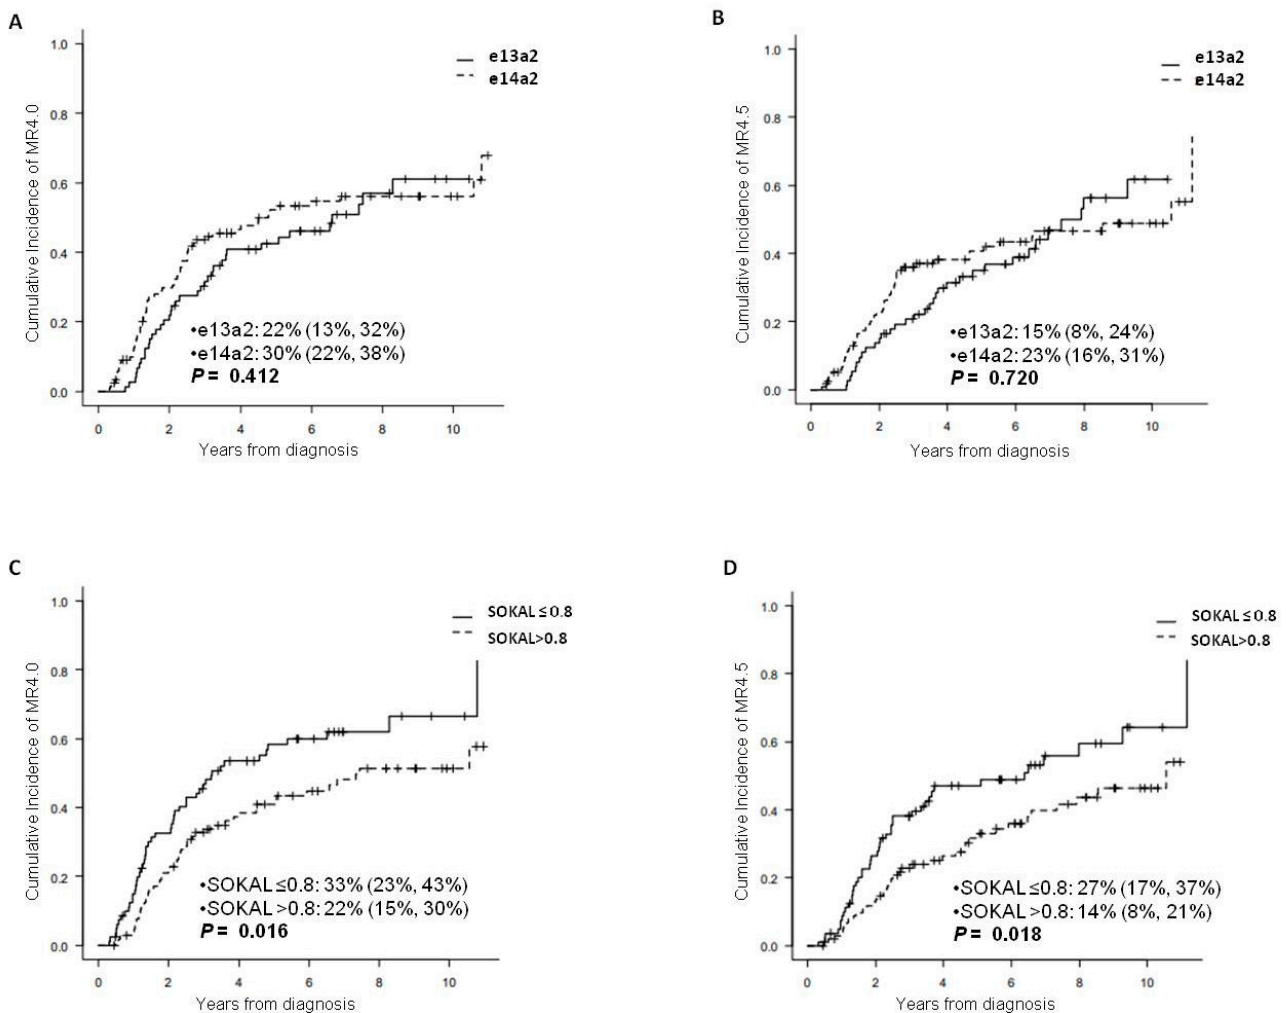 A
e13a2
e14a2
Cumulative Incidence of MR4.0
1.0
0.8
0.6
0.4
0.2
0.0
•e13a2: 22% (13%, 32%)
•e14a2: 30% (22%, 38%)
P = 0.412
0 2 4 6 8 10
Years from diagnosis
B
e13a2
e14a2
Cumulative Incidence of MR4.5
1.0
0.8
0.6
0.4
0.2
0.0
•e13a2: 15% (8%, 24%)
•e14a2: 23% (16%, 31%)
P = 0.720
0 2 4 6 8 10
Years from diagnosis
C
SOKAL ≤ 0.8
SOKAL>0.8
Cumulative Incidence of MR4.0
1.0
0.8
0.6
0.4
0.2
0.0
•SOKAL ≤0.8: 33% (23%, 43%)
•SOKAL >0.8: 22% (15%, 30%)
P = 0.016
0 2 4 6 8 10
Years from diagnosis
D
SOKAL ≤ 0.8
SOKAL>0.8
Cumulative Incidence of MR4.5
1.0
0.8
0.6
0.4
0.2
0.0
•SOKAL ≤0.8: 27% (17%, 37%)
•SOKAL >0.8: 14% (8%, 21%)
P = 0.018
0 2 4 6 8 10
Years from diagnosis